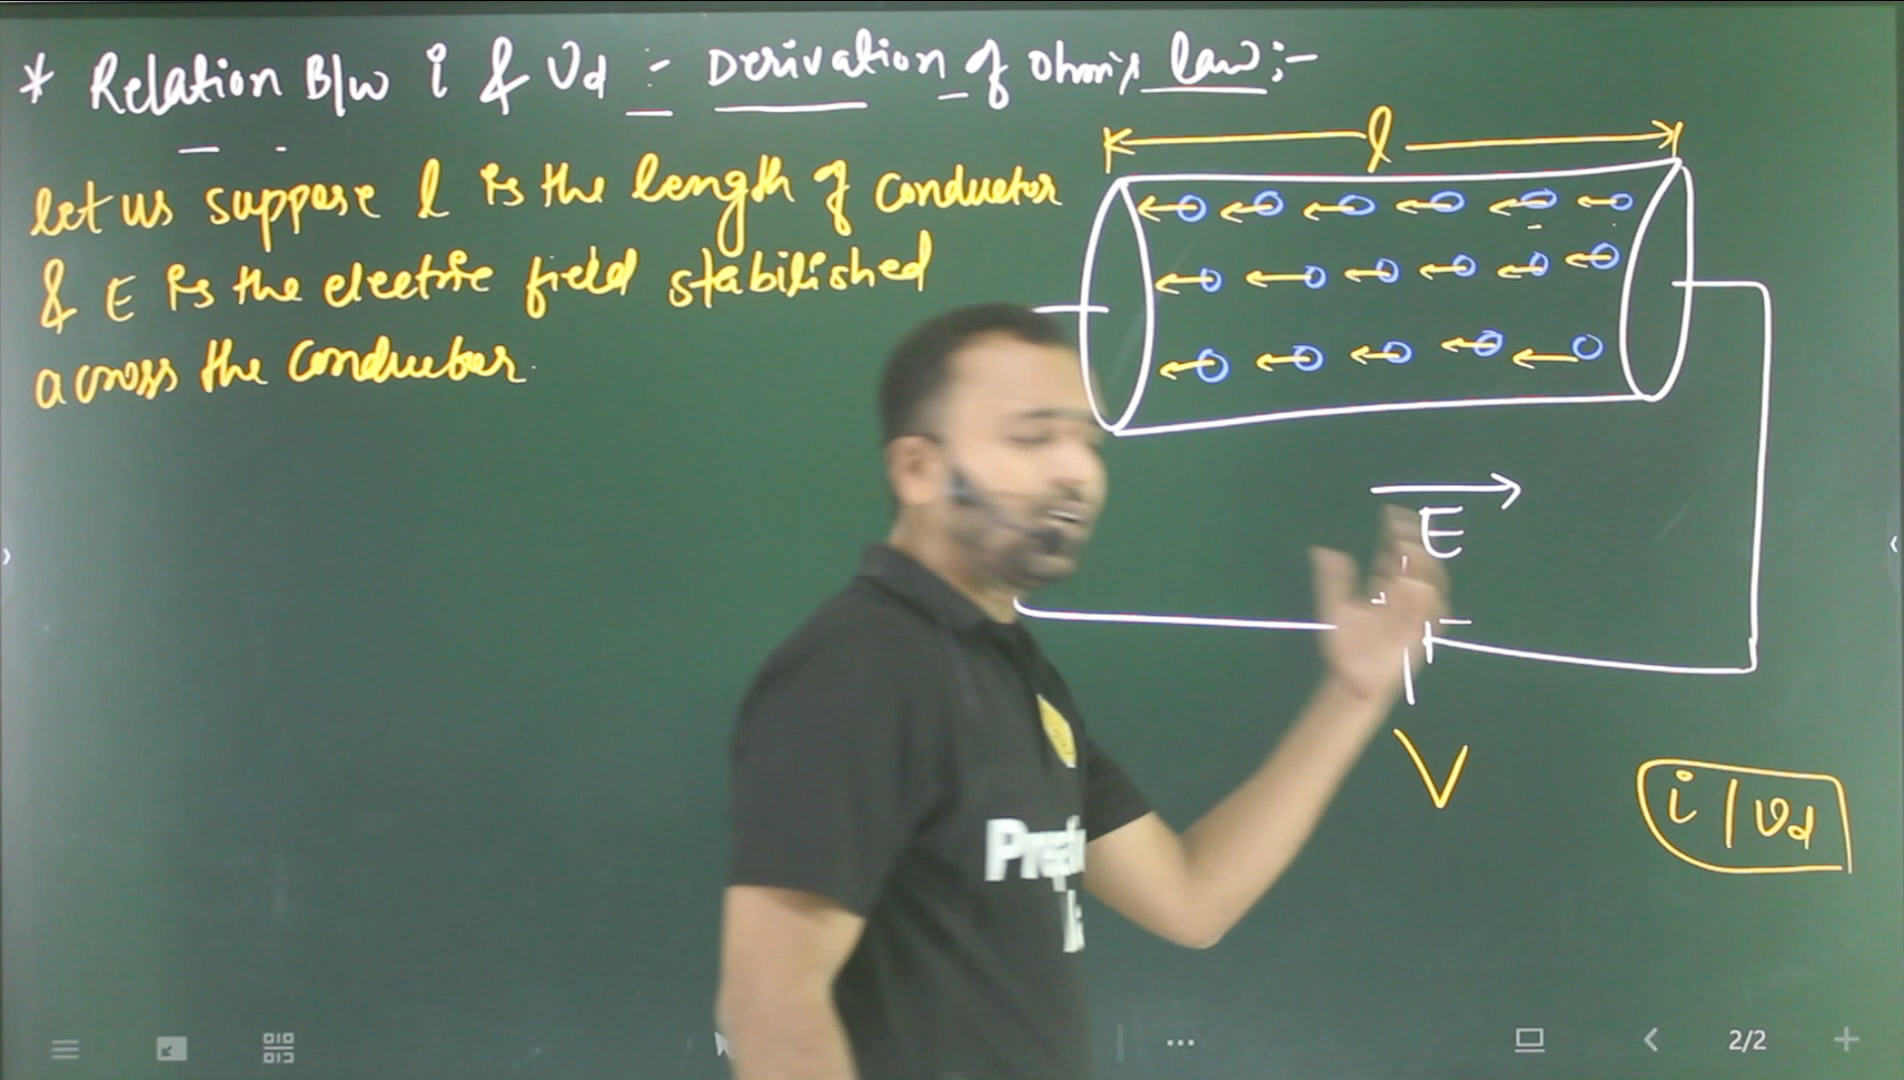 * Relation B/w i & Vd :- Derivation of ohm's law :-
let us suppose l is the length of conductor
& E is the electric field stabilished
across the conductor.
l
E
-
V
i | Vd
2/2